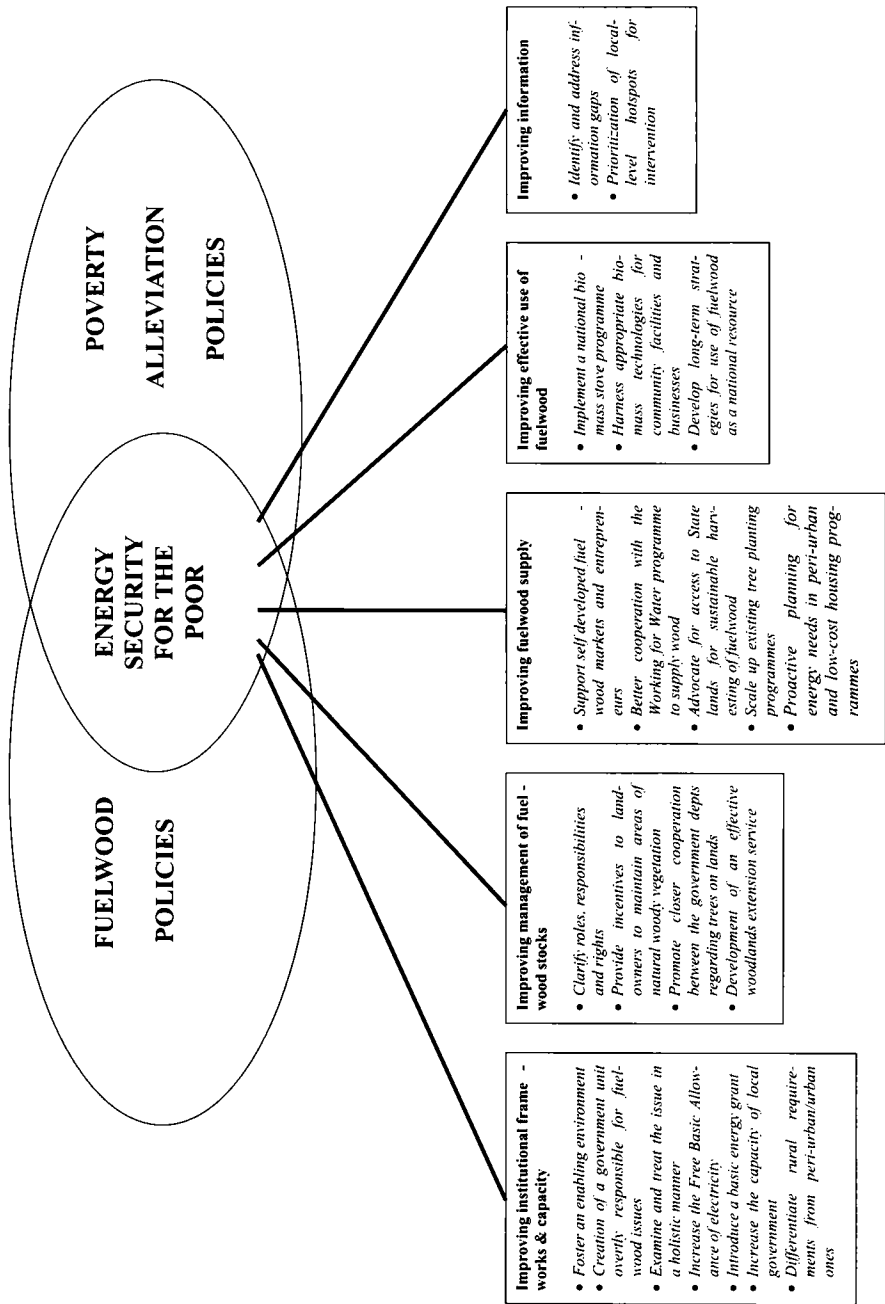 FUELWOOD
POLICIES
ENERGY
SECURITY
FOR THE
POOR
POVERTY
ALLEVIATION
POLICIES
Improving institutional frame -
works & capacity
• Foster an enabling environment
• Creation of a government unit
overtly responsible for fuel-
wood issues
• Examine and treat the issue in
a holistic manner
• Increase the Free Basic Allow-
ance of electricity
• Introduce a basic energy grant
• Increase the capacity of local
government
• Differentiate rural require-
ments from peri-urban/urban
ones
Improving management of fuel -
wood stocks
• Clarify roles, responsibilities
and rights
• Provide incentives to land-
owners to maintain areas of
natural woody vegetation
• Promote closer cooperation
between the government depts
regarding trees on lands
• Development of an effective
woodlands extension service
Improving fuelwood supply
• Support self developed fuel -
wood markets and entrepren-
eurs
• Better cooperation with the
Working for Water programme
to supply wood
• Advocate for access to State
lands for sustainable harv-
esting of fuelwood
• Scale up existing tree planting
programmes
• Proactive planning for
energy needs in peri-urban
and low-cost housing prog-
rammes
Improving effective use of
fuelwood
• Implement a national bio -
mass stove programme
• Harness appropriate bio-
mass technologies for
community facilities and
businesses
• Develop long-term strat-
egies for use of fuelwood
as a national resource
Improving information
• Identify and address inf-
ormation gaps
• Prioritization of local-
level hotspots for
intervention